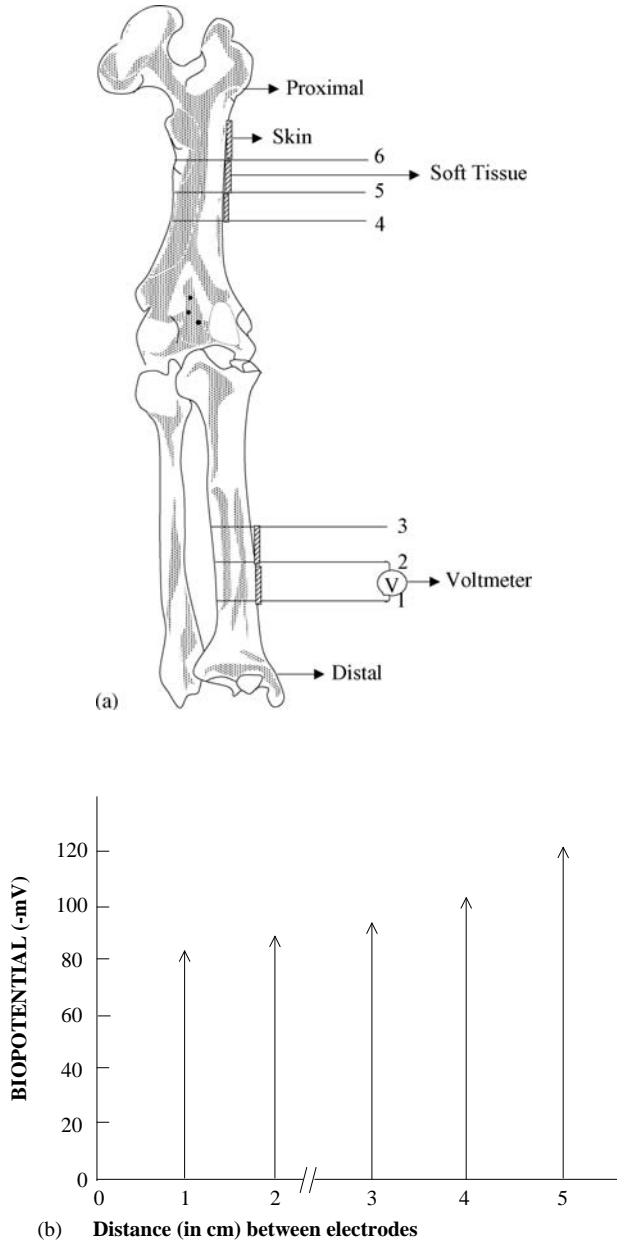 Proximal
Skin
6
Soft Tissue
5
4
3
2
V
Voltmeter
1
Distal
(a)
BIOPOTENTIAL (-mV)
120
100
80
60
40
20
0
0 1 2 3 4 5
(b) Distance (in cm) between electrodes